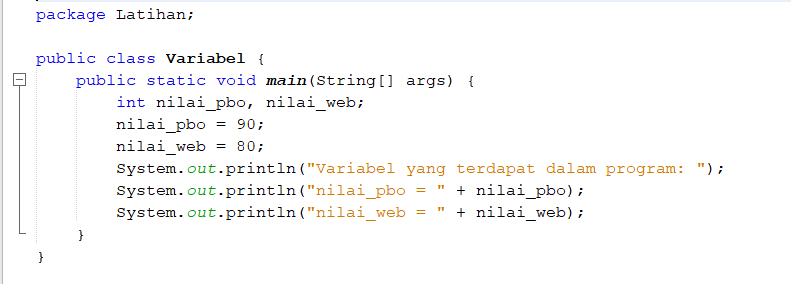 package Latihan;
public class Variabel {
public static void main(String[] args) {
int nilai_pbo, nilai_web;
nilai_pbo = 90;
nilai_web = 80;
System.out.println("Variabel yang terdapat dalam program: ");
System.out.println("nilai_pbo = " + nilai_pbo);
System.out.println("nilai_web = " + nilai_web);
}
}